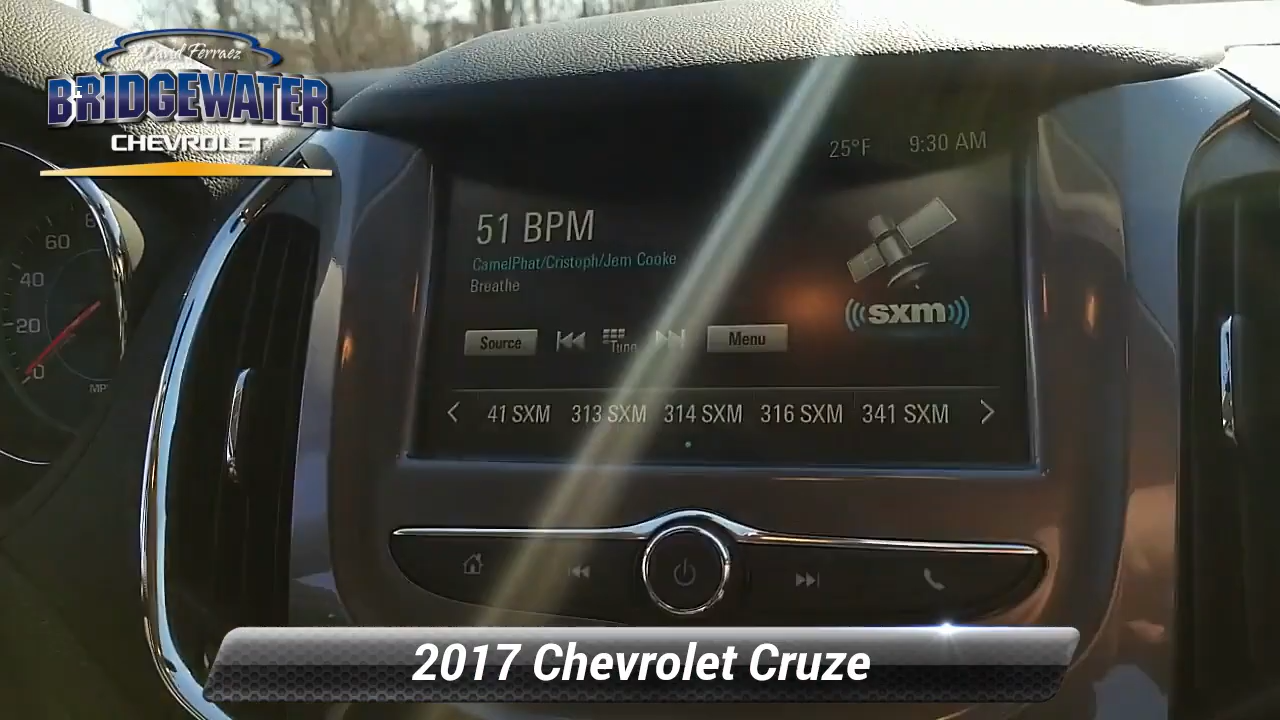 David Ferraez
BRIDGEWATER
CHEVROLET
25°F 9:30 AM
51 BPM
CamelPhat/Cristoph/Jem Cooke
Breathe
sxm
Source
Tune
Menu
60
40
20
0
41 SXM 313 SXM 314 SXM 316 SXM 341 SXM
2017 Chevrolet Cruze